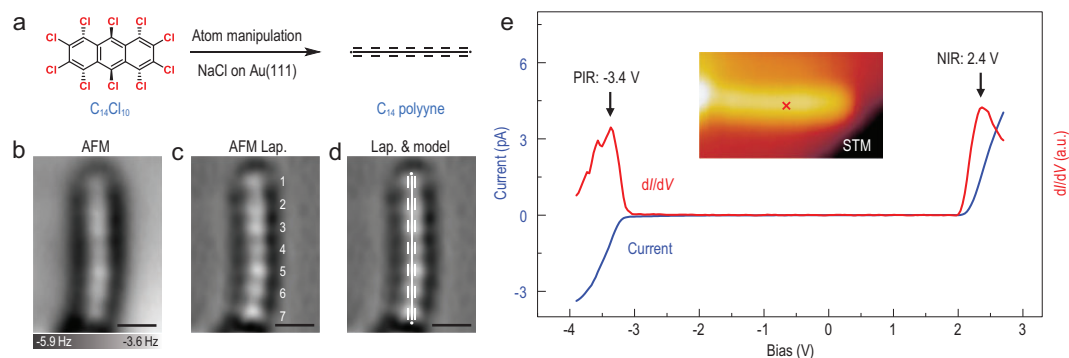 a
Cl Cl Cl
Cl Cl
Cl Cl
Cl Cl Cl
C₁₄Cl₁₀
Atom manipulation
NaCl on Au(111)
C₁₄ polyyne
b
AFM
-5.9 Hz -3.6 Hz
c
AFM Lap.
1
2
3
4
5
6
7
d
Lap. & model
e
Current (pA)
6
3
0
-3
PIR: -3.4 V
NIR: 2.4 V
STM
dI/dV
Current
dI/dV (a.u.)
-4 -3 -2 -1 0 1 2 3
Bias (V)